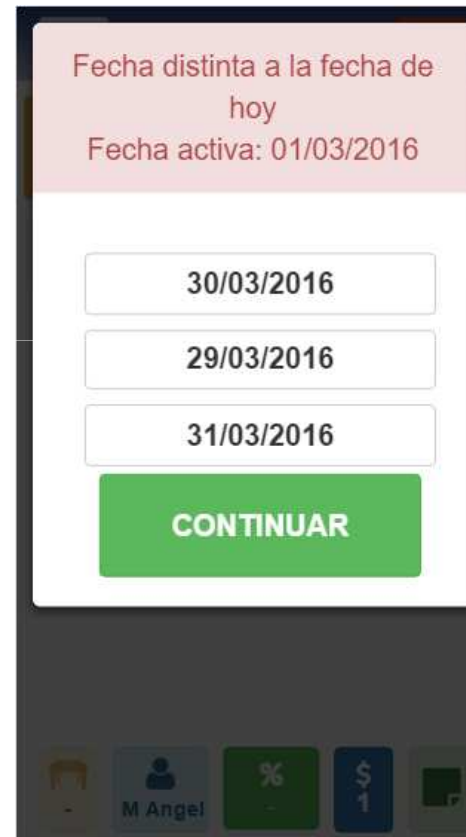 Fecha distinta a la fecha de
hoy
Fecha activa: 01/03/2016
30/03/2016
29/03/2016
31/03/2016
CONTINUAR
- M Angel % - $ 1